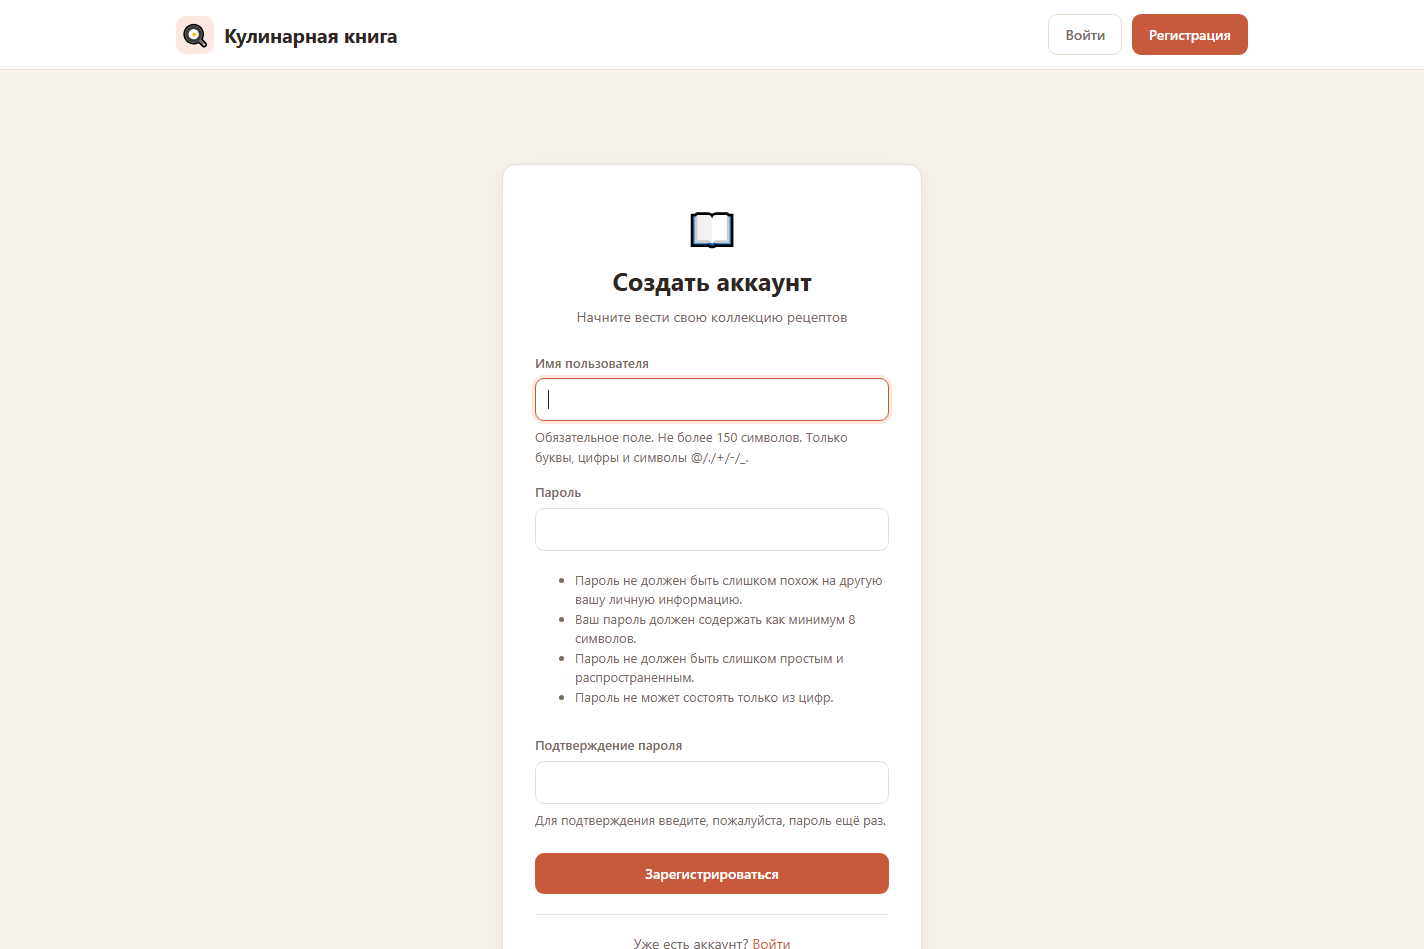 Кулинарная книга
Войти
Регистрация
Создать аккаунт
Начните вести свою коллекцию рецептов
Имя пользователя
Обязательное поле. Не более 150 символов. Только
буквы, цифры и символы @/./+/-/_.
Пароль
Пароль не должен быть слишком похож на другую
вашу личную информацию.
Ваш пароль должен содержать как минимум 8
символов.
Пароль не должен быть слишком простым и
распространенным.
Пароль не может состоять только из цифр.
Подтверждение пароля
Для подтверждения введите, пожалуйста, пароль ещё раз.
Зарегистрироваться
Уже есть аккаунт? Войти